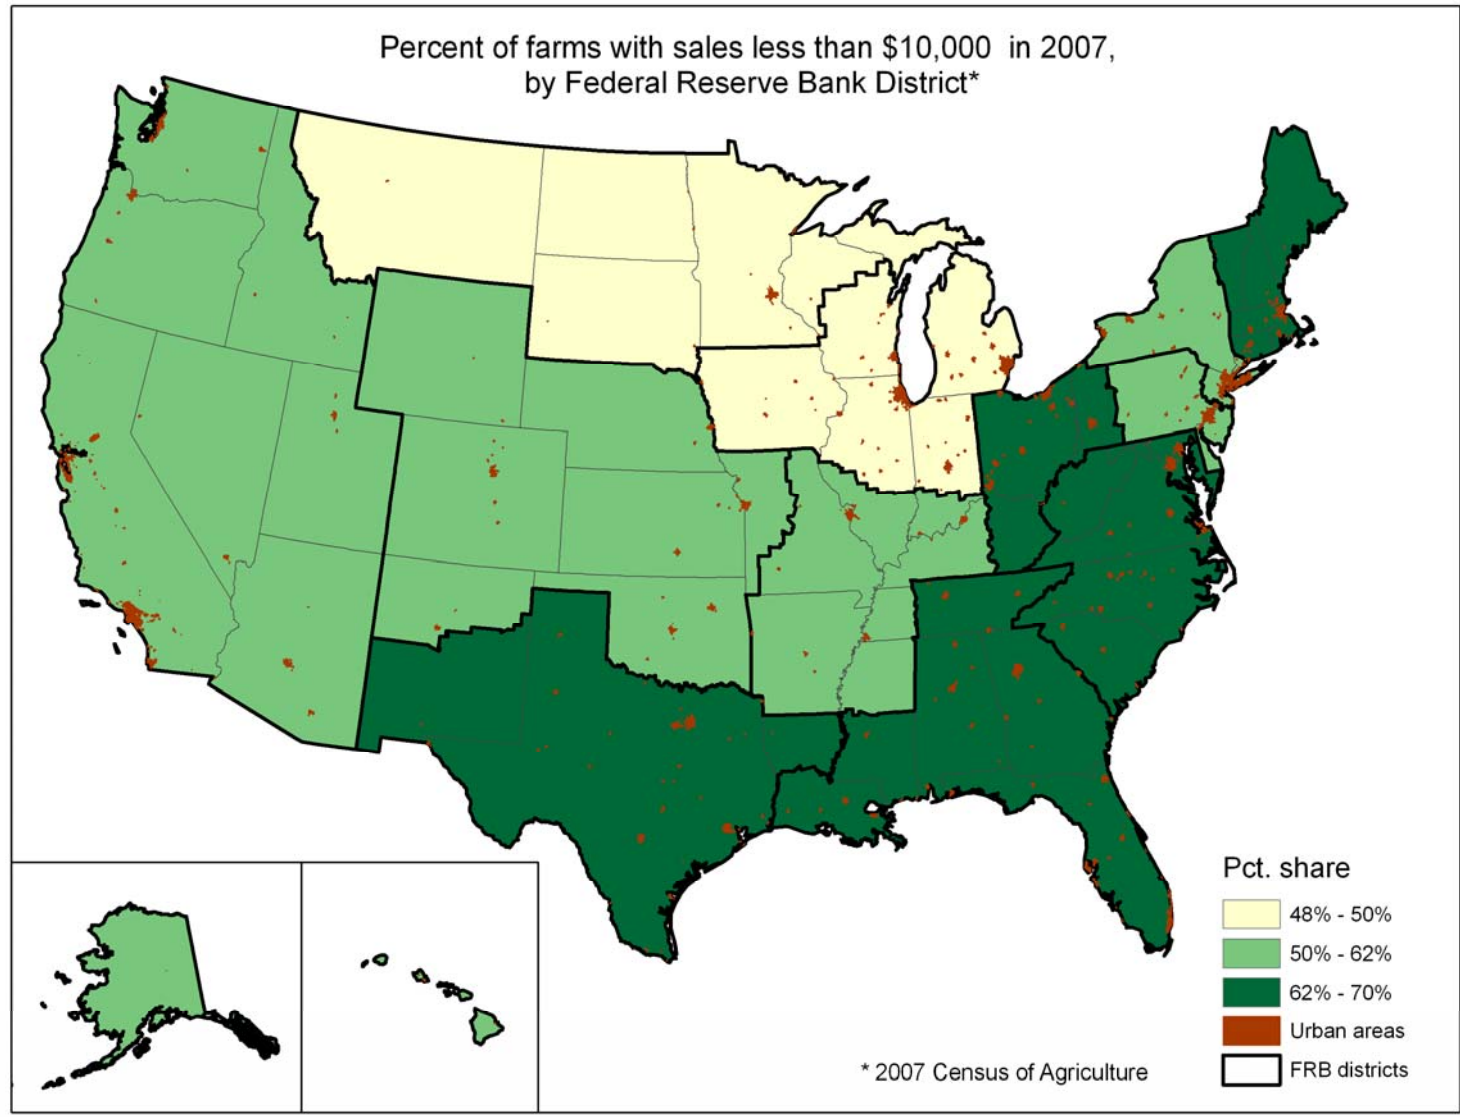 Percent of farms with sales less than $10,000 in 2007,
by Federal Reserve Bank District*
Pct. share
48% - 50%
50% - 62%
62% - 70%
Urban areas
FRB districts
* 2007 Census of Agriculture